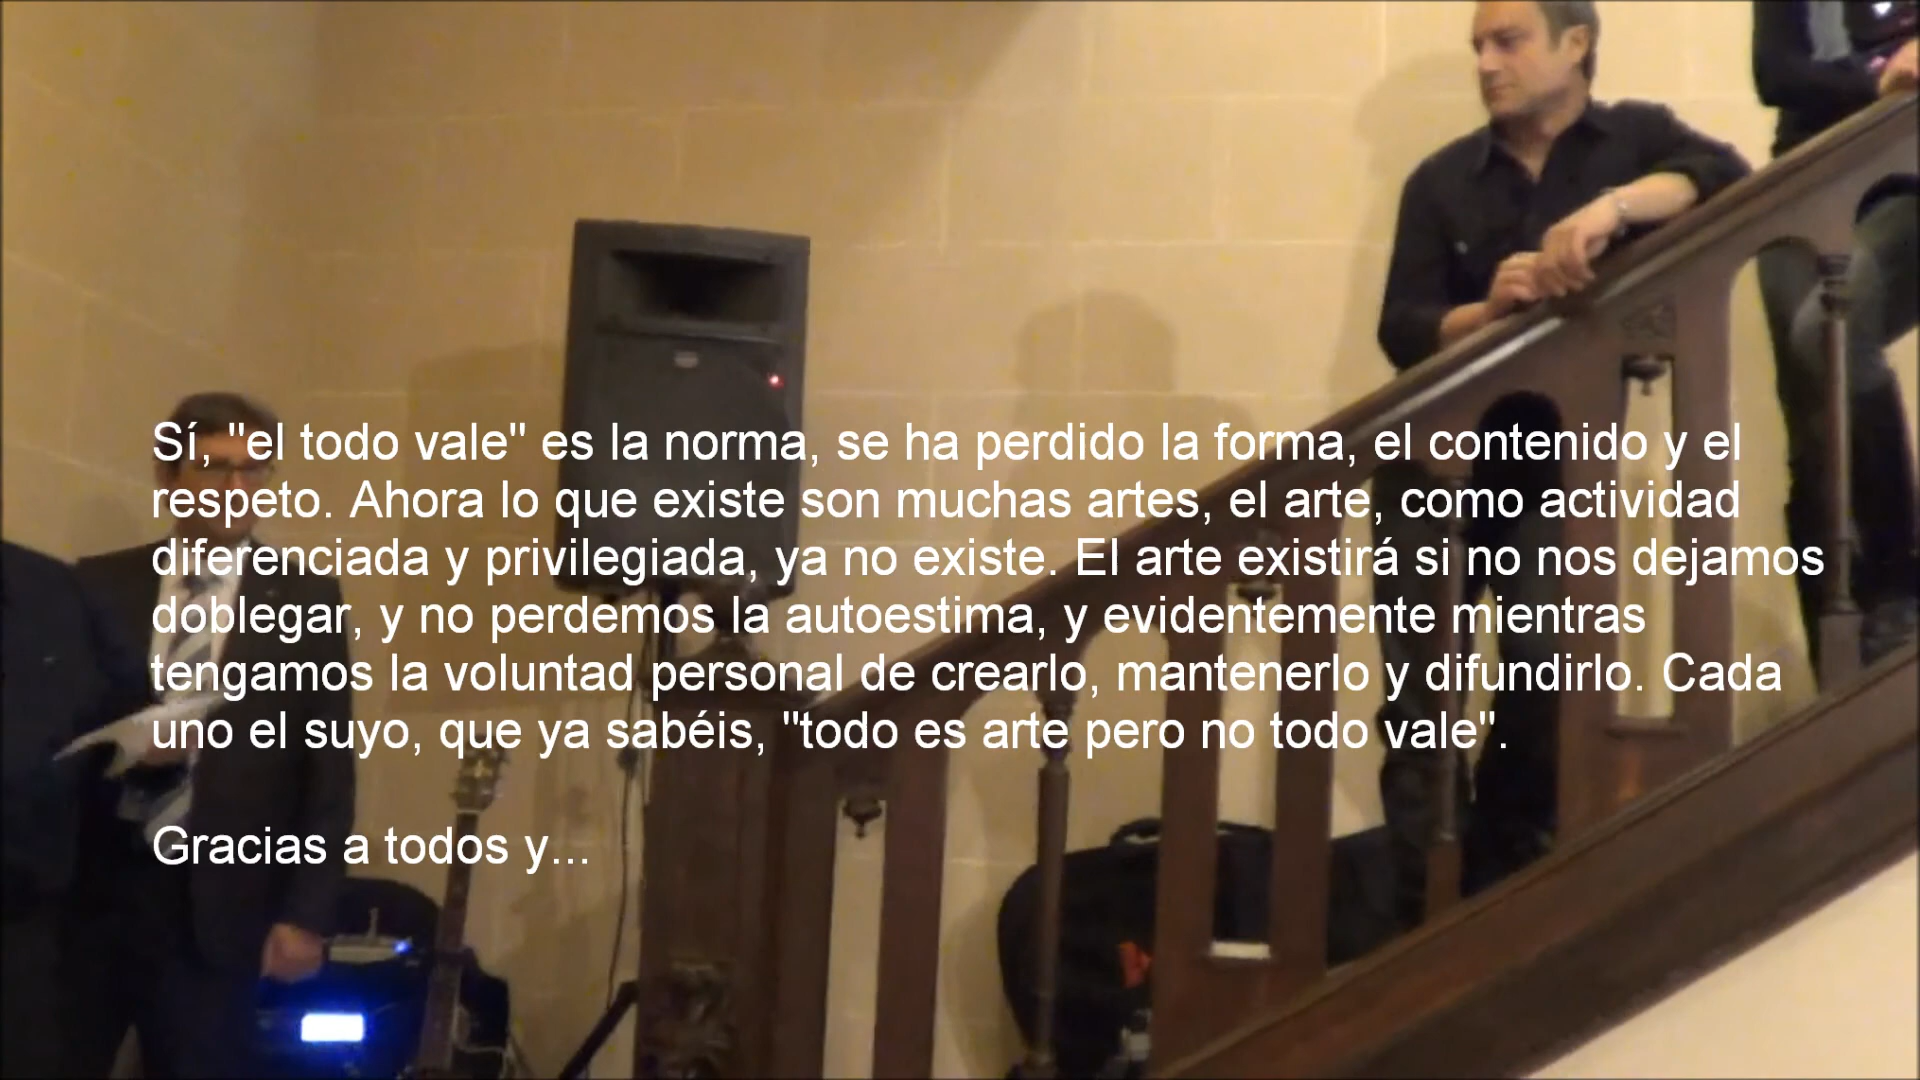 Sí, "el todo vale" es la norma, se ha perdido la forma, el contenido y el
respeto. Ahora lo que existe son muchas artes, el arte, como actividad
diferenciada y privilegiada, ya no existe. El arte existirá si no nos dejamos
doblegar, y no perdemos la autoestima, y evidentemente mientras
tengamos la voluntad personal de crearlo, mantenerlo y difundirlo. Cada
uno el suyo, que ya sabéis, "todo es arte pero no todo vale".
Gracias a todos y...